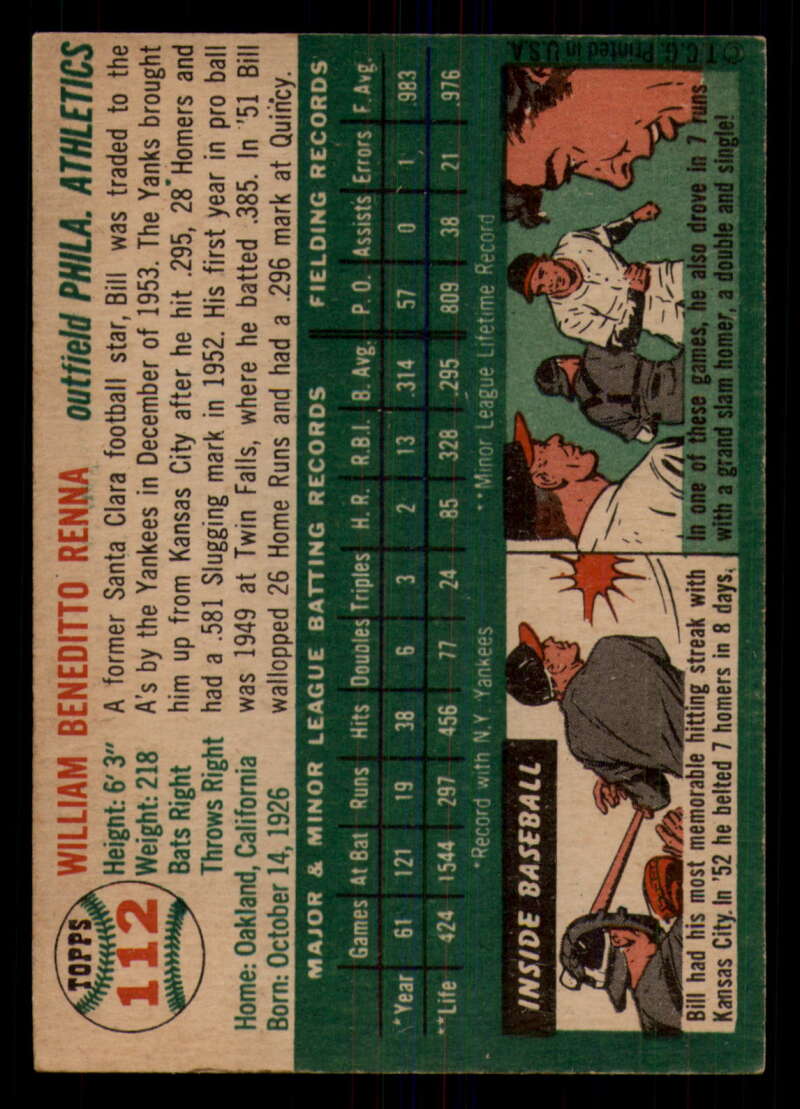 TOPPS
112
WILLIAM BENEDITTO RENNA outfield PHILA. ATHLETICS
Height: 6' 3"
Weight: 218
Bats Right
Throws Right
Home: Oakland, California
Born: October 14, 1926
A former Santa Clara football star, Bill was traded to the
A's by the Yankees in December of 1953. The Yanks brought
him up from Kansas City after he hit .295, 28 Homers and
had a .581 Slugging mark in 1952. His first year in pro ball
was 1949 at Twin Falls, where he batted .385. In '51 Bill
wallopped 26 Home Runs and had a .296 mark at Quincy.
MAJOR & MINOR LEAGUE BATTING RECORDS FIELDING RECORDS
Games At Bat Runs Hits Doubles Triples H. R. R.B.I. B. Avg. P. O. Assists Errors F. Avg.
*Year 61 121 19 38 6 3 2 13 .314 57 0 1 .983
**Life 424 1544 297 456 77 24 85 328 .295 809 38 21 .976
*Record with N.Y. Yankees **Minor League Lifetime Record
INSIDE BASEBALL
Bill had his most memorable hitting streak with
Kansas City. In '52 he belted 7 homers in 8 days.
In one of these games, he also drove in 7 runs
with a grand slam homer, a double and single!
© T. C. G. Printed in U.S.A.